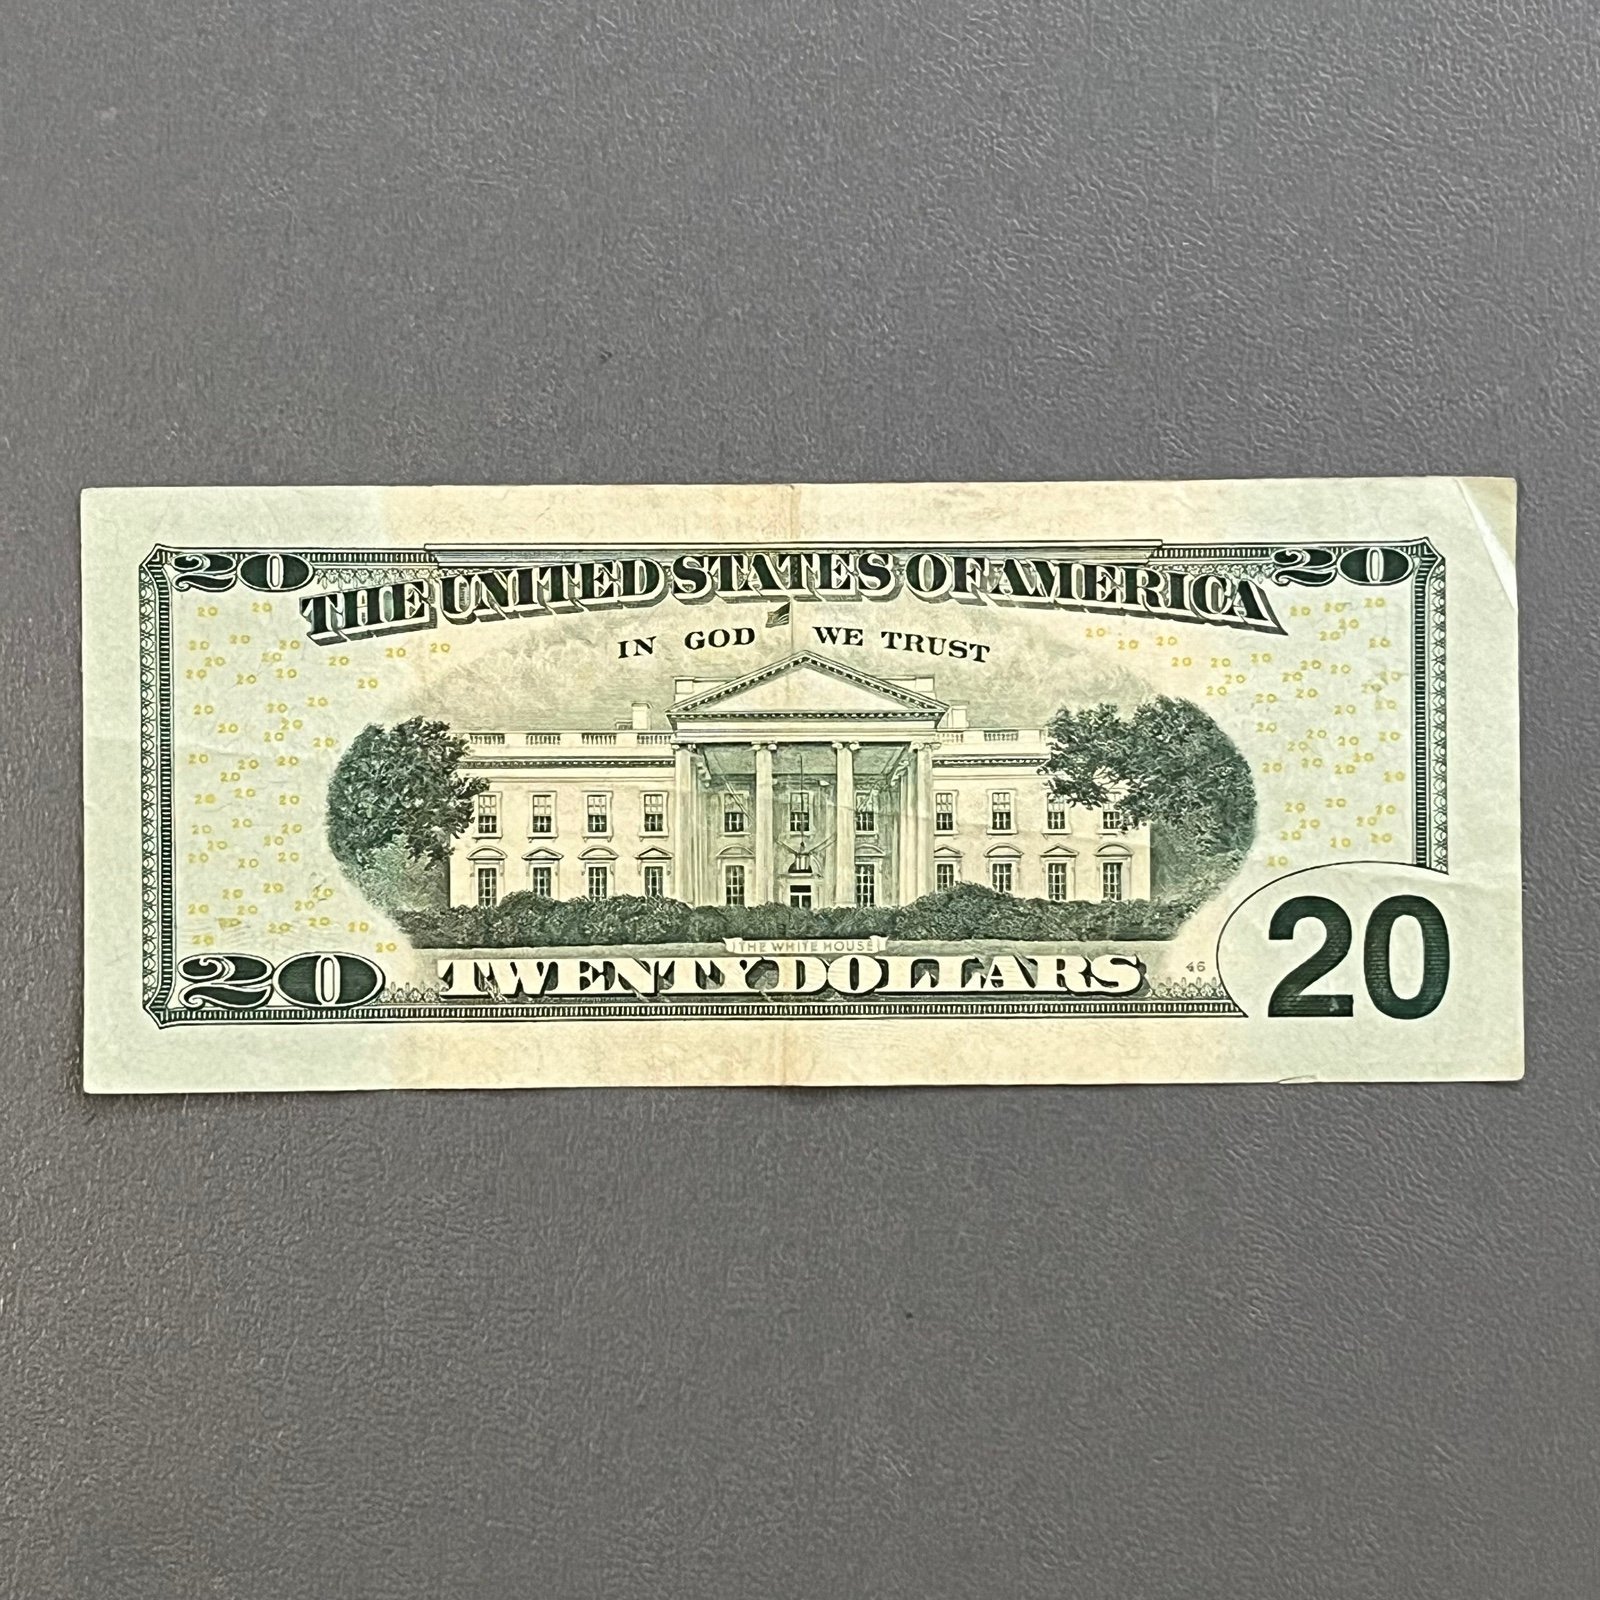 20 THE UNITED STATES OF AMERICA 20
IN GOD WE TRUST
THE WHITE HOUSE
20 TWENTY DOLLARS 46 20